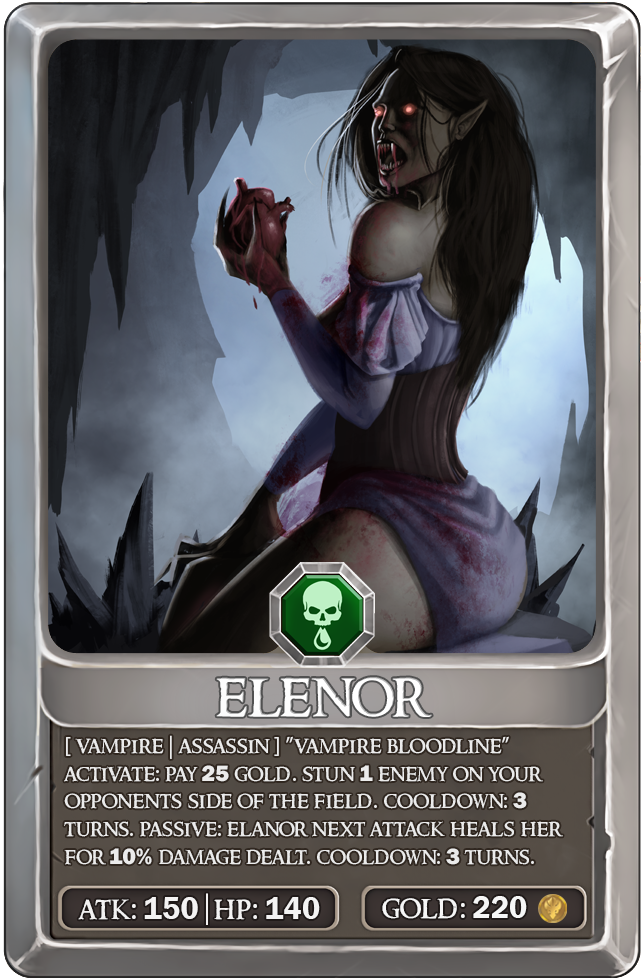 ELENOR
[ VAMPIRE | ASSASSIN ] "VAMPIRE BLOODLINE"
ACTIVATE: PAY 25 GOLD. STUN 1 ENEMY ON YOUR
OPPONENTS SIDE OF THE FIELD. COOLDOWN: 3
TURNS. PASSIVE: ELANOR NEXT ATTACK HEALS HER
FOR 10% DAMAGE DEALT. COOLDOWN: 3 TURNS.
ATK: 150 | HP: 140 GOLD: 220